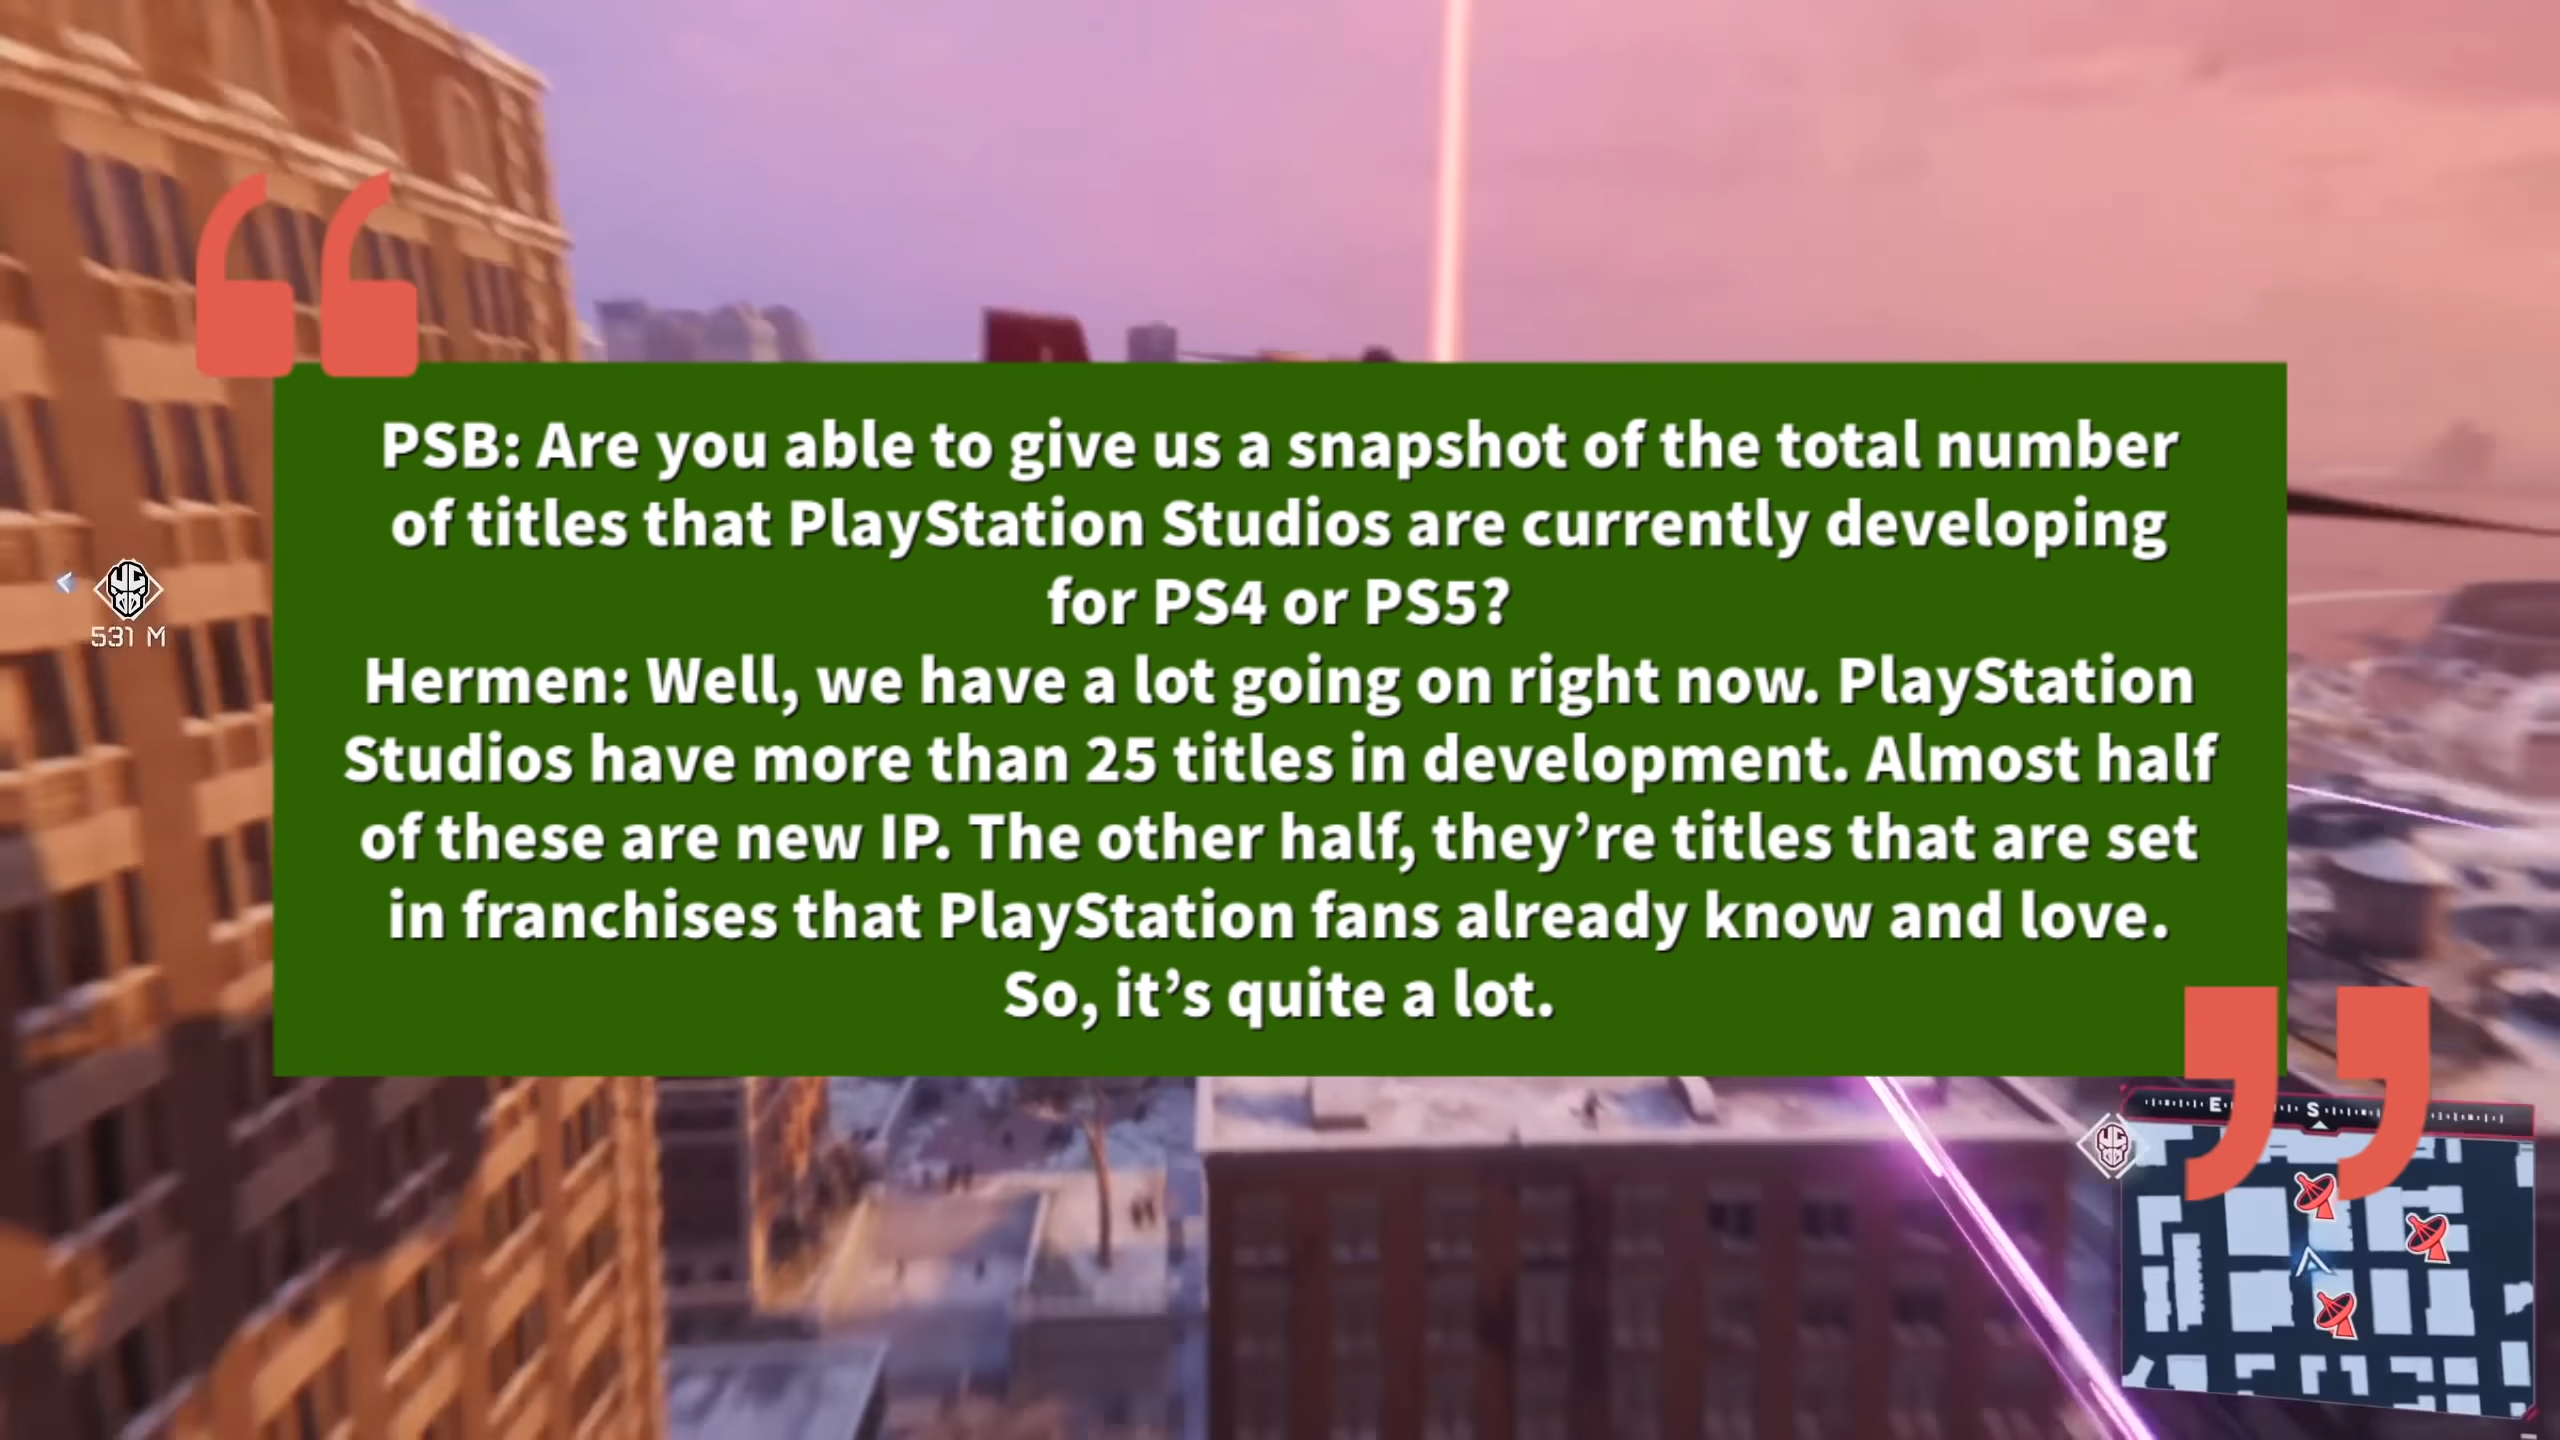 PSB: Are you able to give us a snapshot of the total number
of titles that PlayStation Studios are currently developing
for PS4 or PS5?
Hermen: Well, we have a lot going on right now. PlayStation
Studios have more than 25 titles in development. Almost half
of these are new IP. The other half, they’re titles that are set
in franchises that PlayStation fans already know and love.
So, it’s quite a lot.
531 M
E S